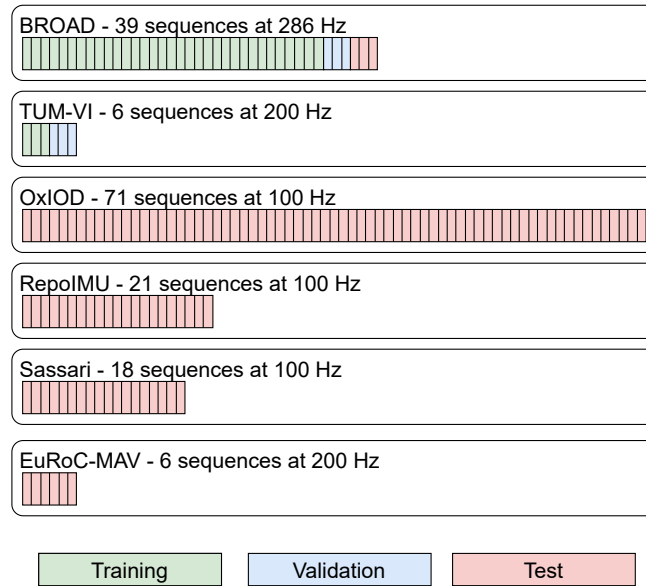 BROAD - 39 sequences at 286 Hz
TUM-VI - 6 sequences at 200 Hz
OxIOD - 71 sequences at 100 Hz
RepoIMU - 21 sequences at 100 Hz
Sassari - 18 sequences at 100 Hz
EuRoC-MAV - 6 sequences at 200 Hz
Training Validation Test